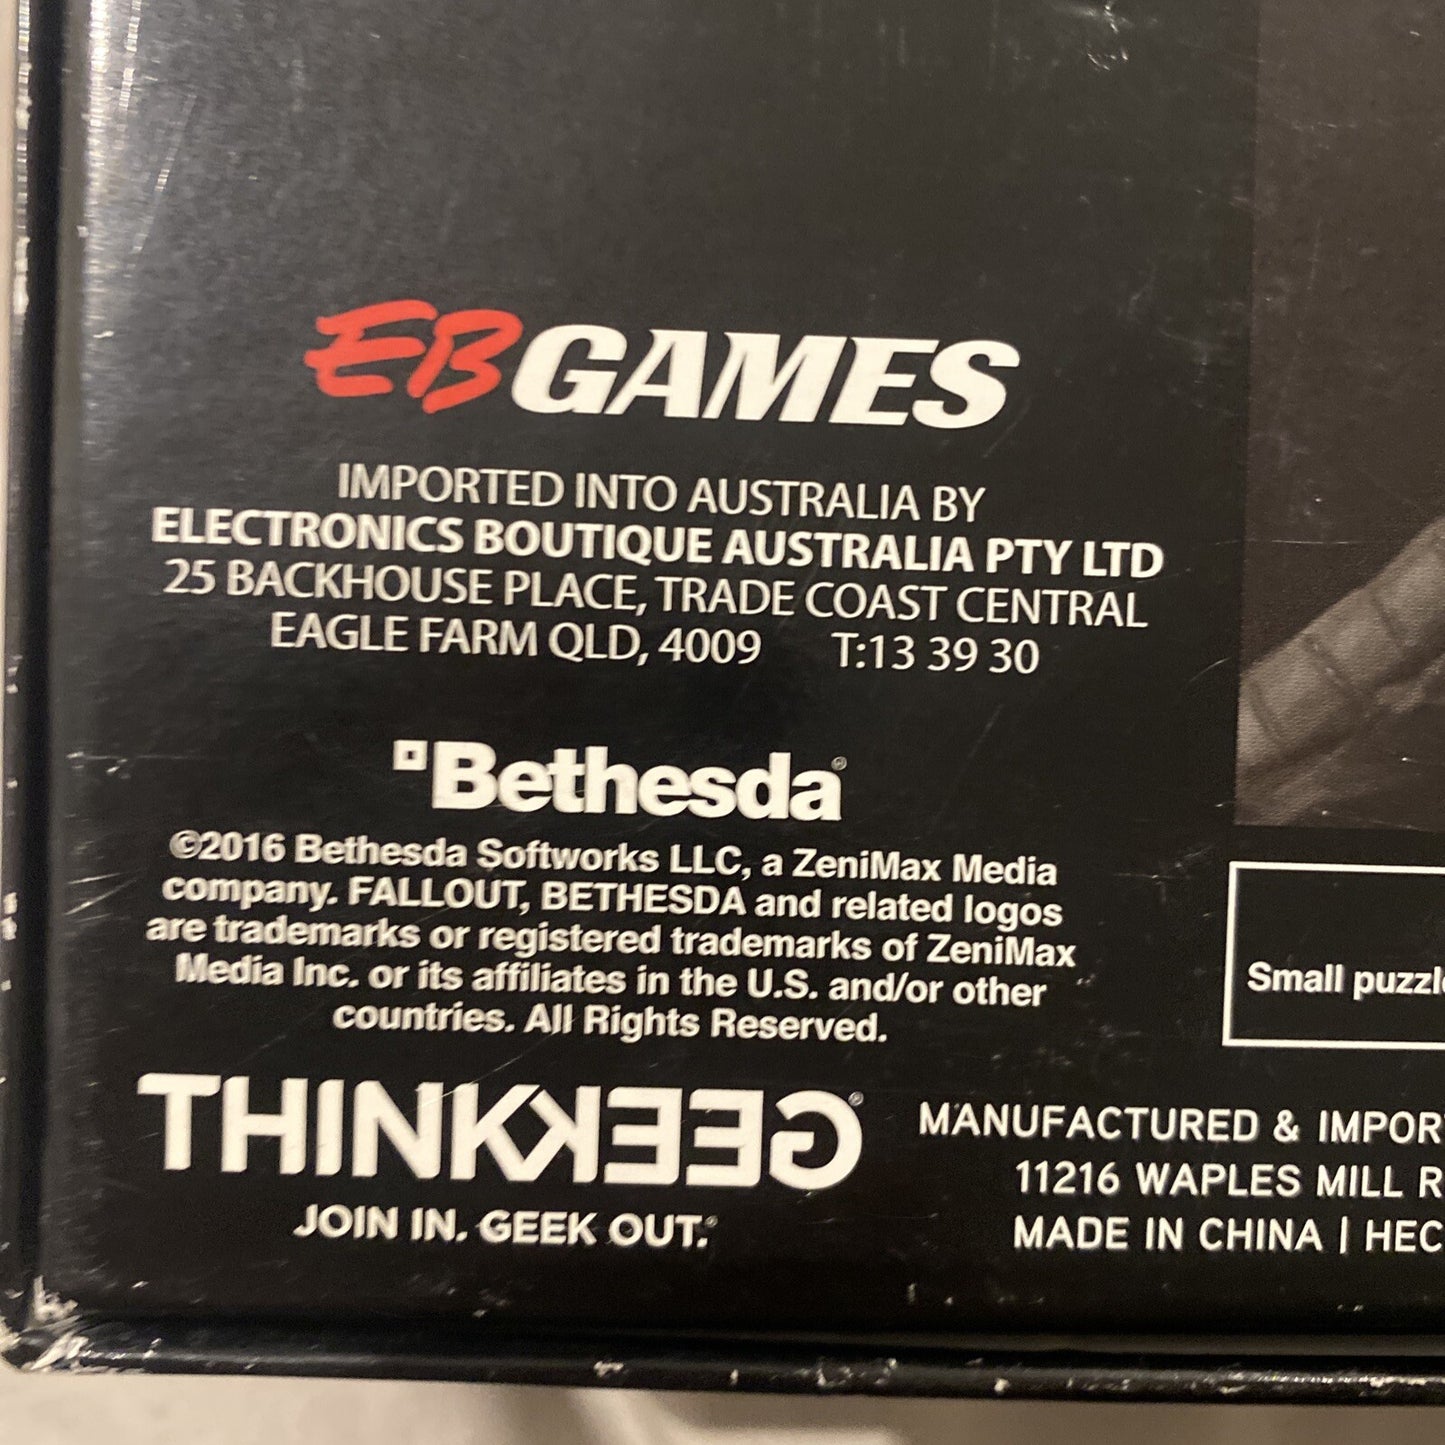 EBGAMES
IMPORTED INTO AUSTRALIA BY
ELECTRONICS BOUTIQUE AUSTRALIA PTY LTD
25 BACKHOUSE PLACE, TRADE COAST CENTRAL
EAGLE FARM QLD, 4009 T:13 39 30
Bethesda®
©2016 Bethesda Softworks LLC, a ZeniMax Media
company. FALLOUT, BETHESDA and related logos
are trademarks or registered trademarks of ZeniMax
Media Inc. or its affiliates in the U.S. and/or other
countries. All Rights Reserved.
Small puzzle
THINKGEEK®
JOIN IN. GEEK OUT.®
MANUFACTURED & IMPOR
11216 WAPLES MILL R
MADE IN CHINA | HEC